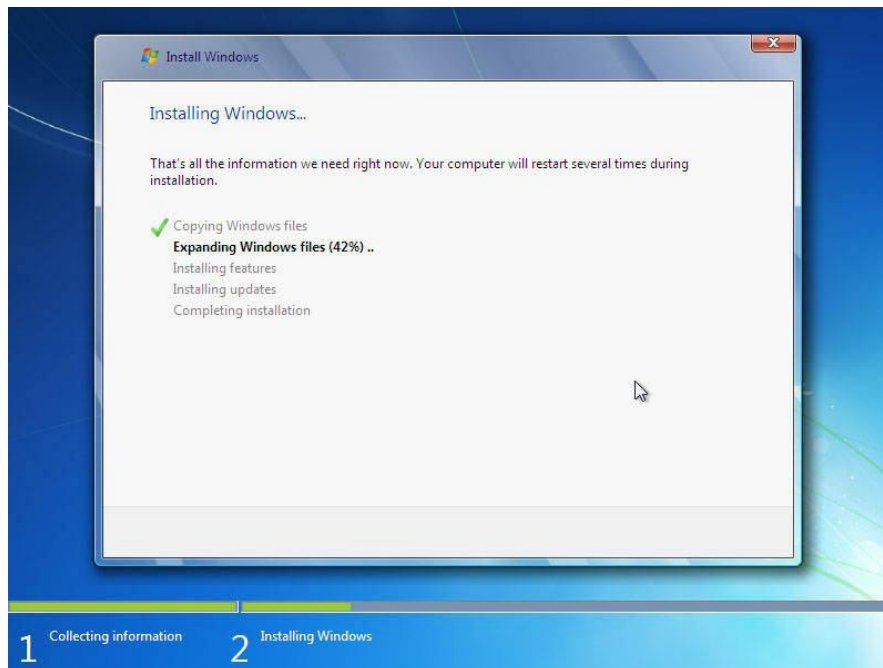 Install Windows
Installing Windows...
That's all the information we need right now. Your computer will restart several times during
installation.
Copying Windows files
Expanding Windows files (42%) ..
Installing features
Installing updates
Completing installation
1 Collecting information
2 Installing Windows